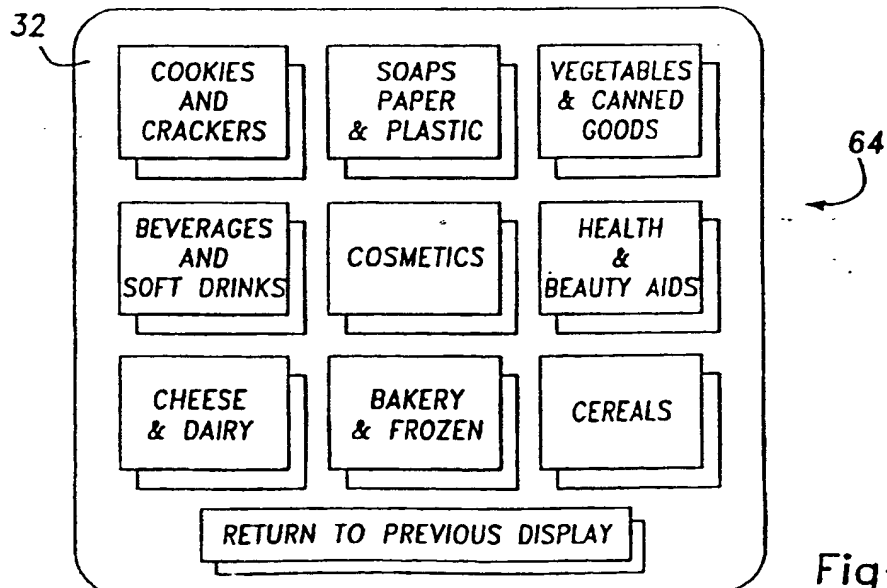 32
COOKIES
AND
CRACKERS
SOAPS
PAPER
& PLASTIC
VEGETABLES
& CANNED
GOODS
64
BEVERAGES
AND
SOFT DRINKS
COSMETICS
HEALTH
&
BEAUTY AIDS
CHEESE
& DAIRY
BAKERY
& FROZEN
CEREALS
RETURN TO PREVIOUS DISPLAY
Fig